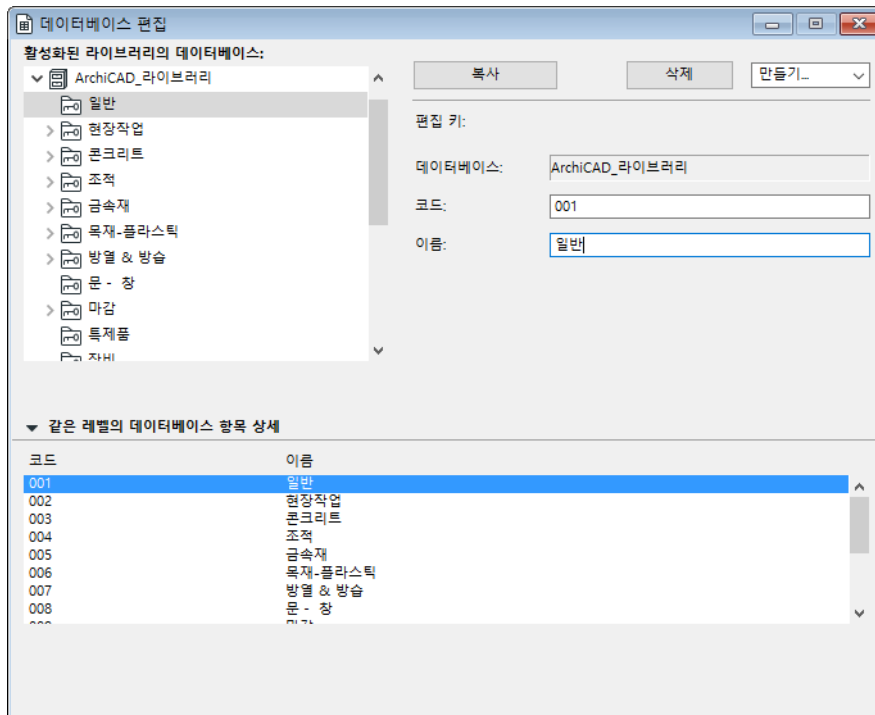 데이터베이스 편집
활성화된 라이브러리의 데이터베이스:
ArchiCAD_라이브러리
일반
현장작업
콘크리트
조적
금속재
목재-플라스틱
방열 & 방습
문 - 창
마감
특제품
장비
복사 삭제 만들기...
편집 키:
데이터베이스: ArchiCAD_라이브러리
코드: 001
이름: 일반
같은 레벨의 데이터베이스 항목 상세
코드 이름
001 일반
002 현장작업
003 콘크리트
004 조적
005 금속재
006 목재-플라스틱
007 방열 & 방습
008 문 - 창
009 마감